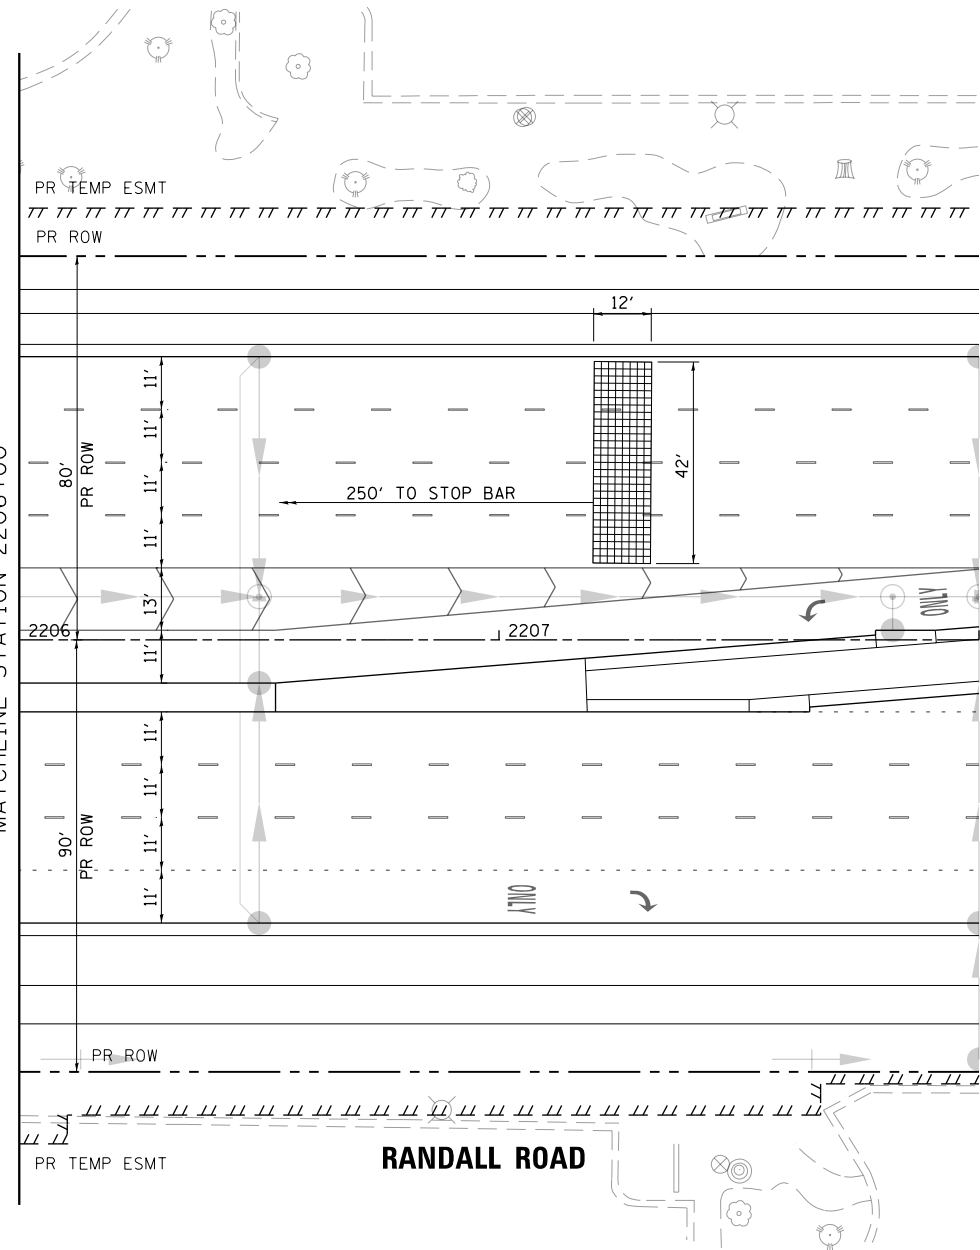 PR TEMP ESMT
PR ROW
12'
11'
11'
80'
PR ROW
42'
11'
250' TO STOP BAR
11'
13'
ONLY
2206
2207
11'
MATCHLINE STATION
11'
11'
90'
PR ROW
11'
11'
ONLY
PR ROW
RANDALL ROAD
PR TEMP ESMT